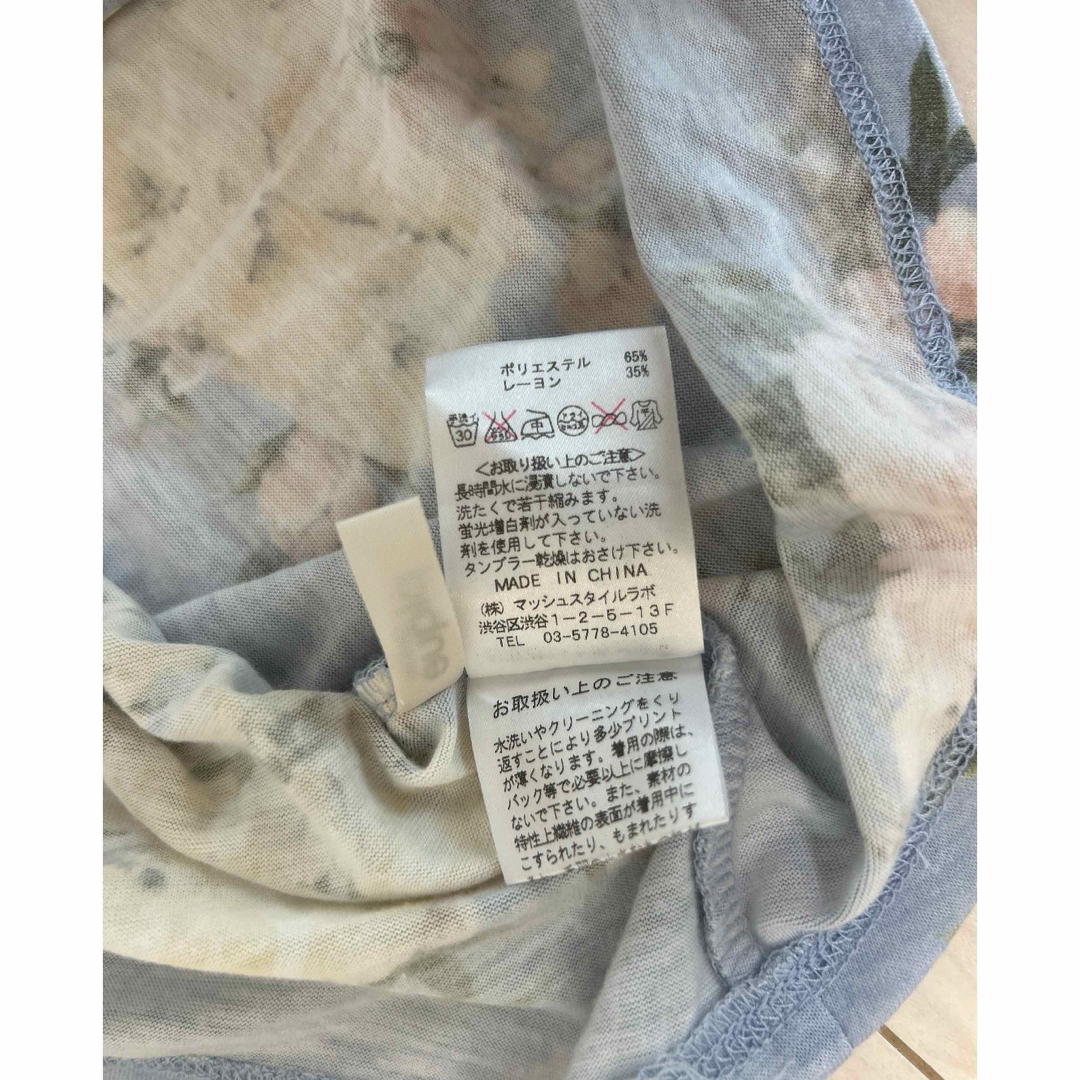 ポリエステル 65%
レーヨン 35%
手洗イ 30 中
<お取り扱い上のご注意>
長時間水に浸漬しないで下さい。
洗たくで若干縮みます。
蛍光増白剤が入っていない洗
剤を使用して下さい。
タンブラー乾燥はおさけ下さい。
MADE IN CHINA
(株) マッシュスタイルラボ
渋谷区渋谷1-2-5-13F
TEL 03-5778-4105
お取扱い上のご注意
水洗いやクリーニングをくり
返すことにより多少プリント
が薄くなります。着用の際は、
バック等で必要以上に摩擦し
ないで下さい。また、素材の
特性上繊維の表面が着用中に
こすられたり、もまれたりす